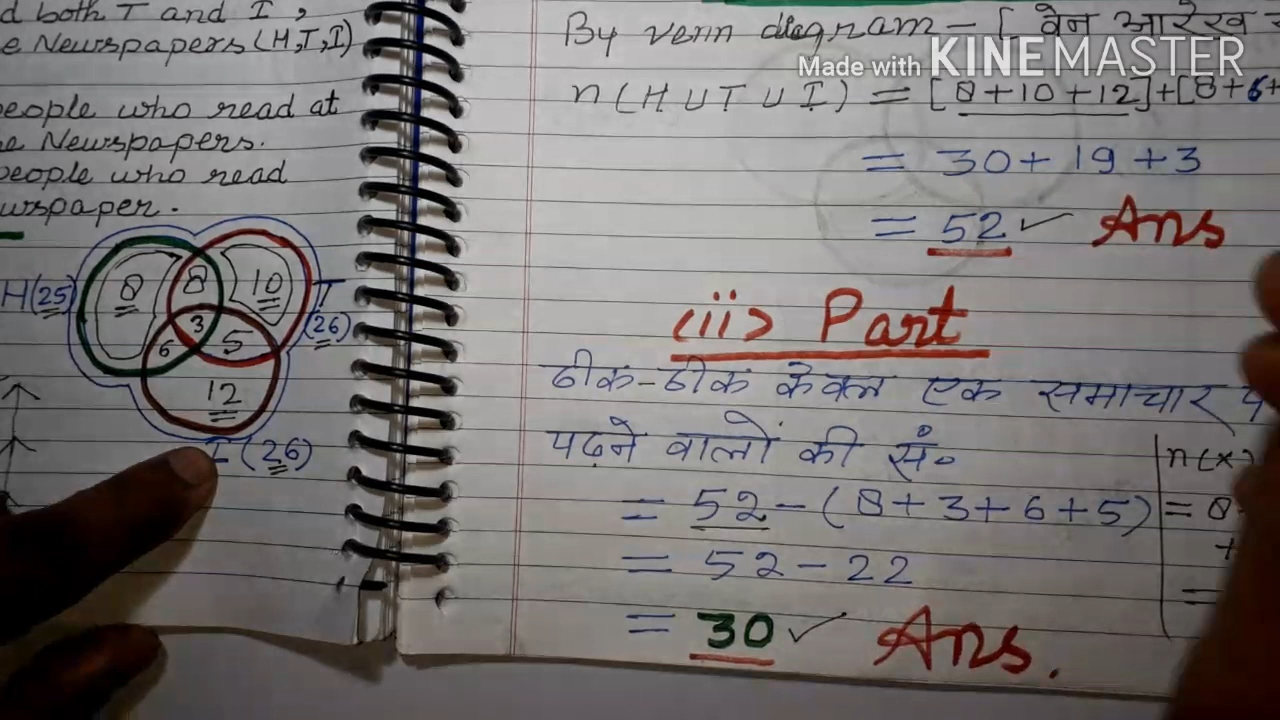 d both T and I,
e Newspapers (H,T,I)
people who read at
e Newspapers.
people who read
wspaper.
H(25)
8
8
10
T
(26)
3
6
5
12
I(26)
By venn diegram - [ वेन आरेख
Made with KINEMASTER
n(H∪T∪I) = [8+10+12]+[8+6+
= 30+19+3
= 52 ✓ Ans
(ii) Part
ठीक-ठीक केवल एक समाचार प
पढ़ने वालों की सं॰
= 52-(8+3+6+5)
= 52-22
= 30 ✓ Ans.
n(x)
= 8
+
=